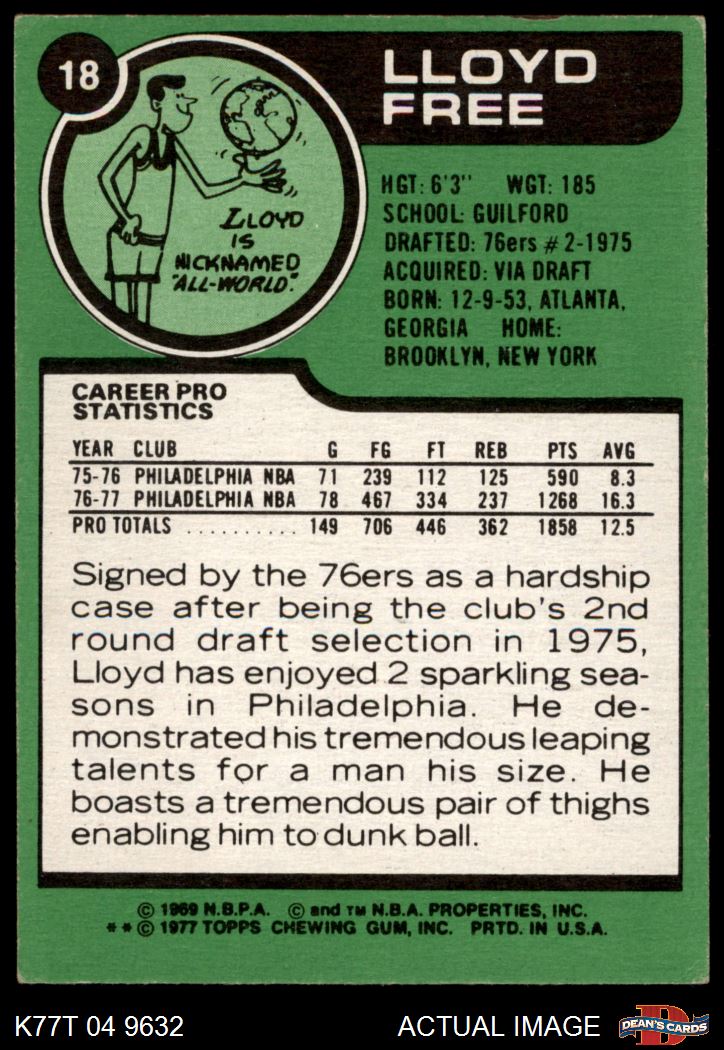 18
LLOYD
FREE
LLOYD
IS
NICKNAMED
"ALL-WORLD."
HGT: 6'3" WGT: 185
SCHOOL: GUILFORD
DRAFTED: 76ers #2-1975
ACQUIRED: VIA DRAFT
BORN: 12-9-53, ATLANTA,
GEORGIA HOME:
BROOKLYN, NEW YORK
CAREER PRO
STATISTICS
YEAR CLUB G FG FT REB PTS AVG
75-76 PHILADELPHIA NBA 71 239 112 125 590 8.3
76-77 PHILADELPHIA NBA 78 467 334 237 1268 16.3
PRO TOTALS .......... 149 706 446 362 1858 12.5
Signed by the 76ers as a hardship
case after being the club's 2nd
round draft selection in 1975,
Lloyd has enjoyed 2 sparkling sea-
sons in Philadelphia. He de-
monstrated his tremendous leaping
talents for a man his size. He
boasts a tremendous pair of thighs
enabling him to dunk ball.
© 1969 N.B.P.A. © and TM N.B.A. PROPERTIES, INC.
**© 1977 TOPPS CHEWING GUM, INC. PRTD. IN U.S.A.
K77T 04 9632 ACTUAL IMAGE
D
DEAN'S CARDS